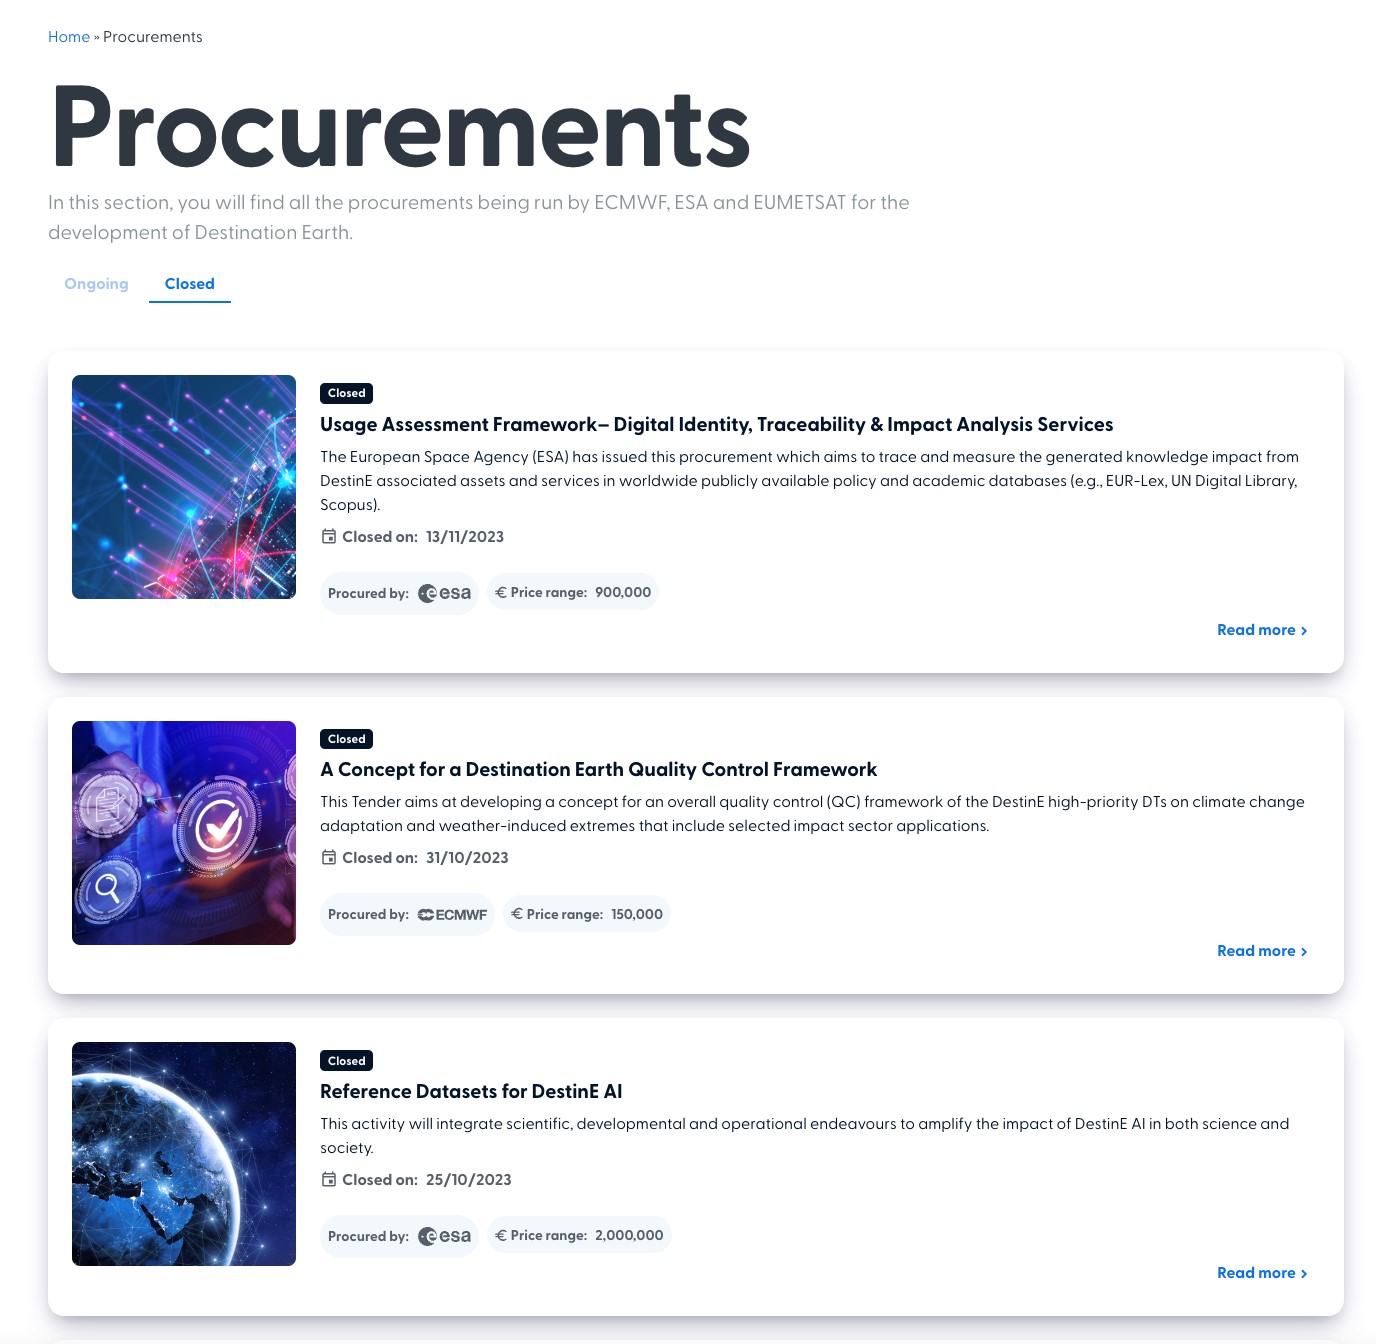 Home » Procurements
Procurements
In this section, you will find all the procurements being run by ECMWF, ESA and EUMETSAT for the
development of Destination Earth.
Ongoing Closed
Closed
Usage Assessment Framework– Digital Identity, Traceability & Impact Analysis Services
The European Space Agency (ESA) has issued this procurement which aims to trace and measure the generated knowledge impact from
DestinE associated assets and services in worldwide publicly available policy and academic databases (e.g., EUR-Lex, UN Digital Library,
Scopus).
Closed on: 13/11/2023
Procured by: esa € Price range: 900,000
Read more ›
Closed
A Concept for a Destination Earth Quality Control Framework
This Tender aims at developing a concept for an overall quality control (QC) framework of the DestinE high-priority DTs on climate change
adaptation and weather-induced extremes that include selected impact sector applications.
Closed on: 31/10/2023
Procured by: ECMWF € Price range: 150,000
Read more ›
Closed
Reference Datasets for DestinE AI
This activity will integrate scientific, developmental and operational endeavours to amplify the impact of DestinE AI in both science and
society.
Closed on: 25/10/2023
Procured by: esa € Price range: 2,000,000
Read more ›